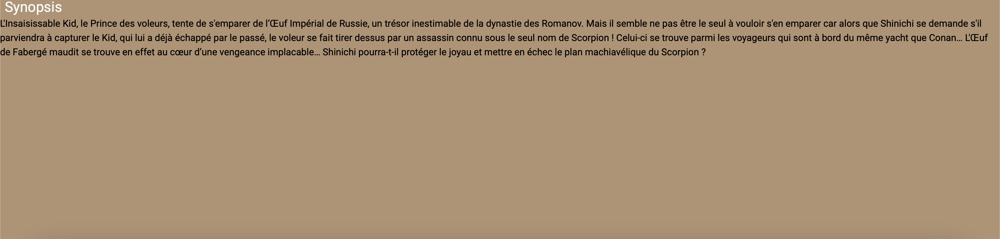 Synopsis
L'Insaisissable Kid, le Prince des voleurs, tente de s'emparer de l’Œuf Impérial de Russie, un trésor inestimable de la dynastie des Romanov. Mais il semble ne pas être le seul à vouloir s'en emparer car alors que Shinichi se demande s'il
parviendra à capturer le Kid, qui lui a déjà échappé par le passé, le voleur se fait tirer dessus par un assassin connu sous le seul nom de Scorpion ! Celui-ci se trouve parmi les voyageurs qui sont à bord du même yacht que Conan… L'Œuf
de Fabergé maudit se trouve en effet au cœur d’une vengeance implacable… Shinichi pourra-t-il protéger le joyau et mettre en échec le plan machiavélique du Scorpion ?